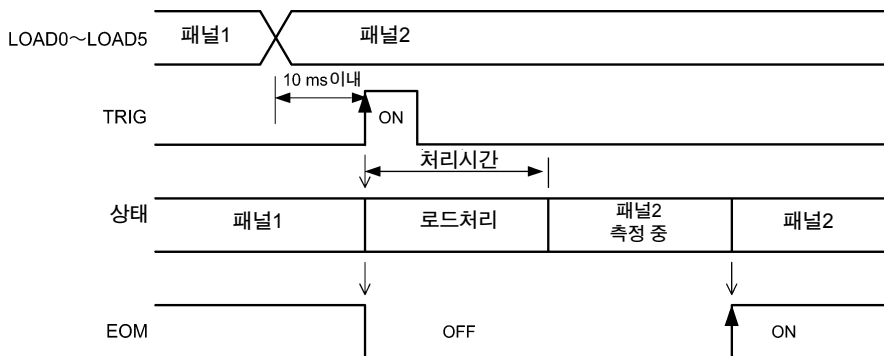 LOAD0～LOAD5 패널1 패널2
10 ms이내
TRIG ON
처리시간
상태 패널1 로드처리 패널2 측정 중 패널2
EOM OFF ON